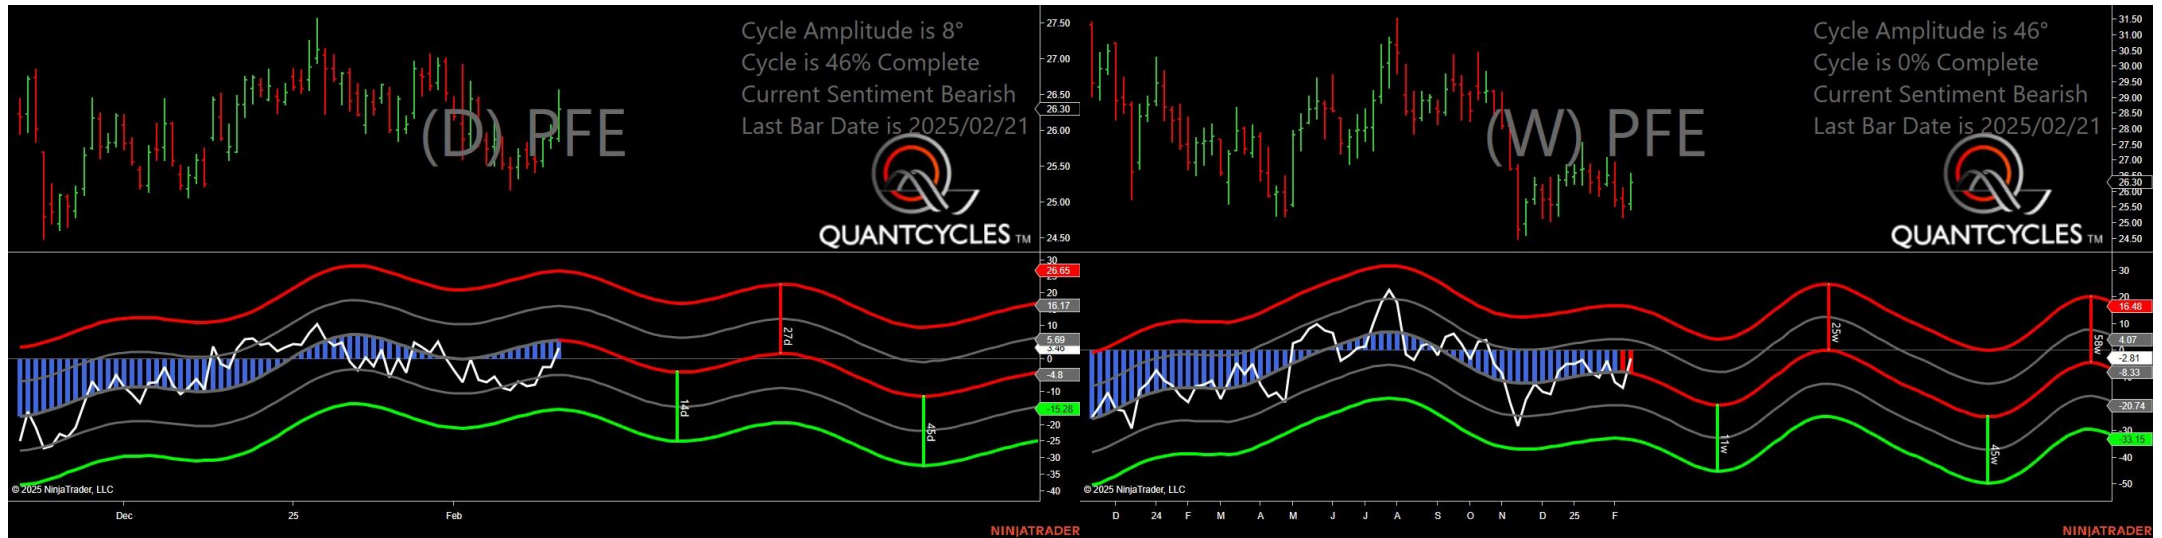 Cycle Amplitude is 8°
Cycle is 46% Complete
Current Sentiment Bearish
Last Bar Date is 2025/02/21
(D) PFE
QUANTCYCLES TM
27.50
27.00
26.50
26.30
26.00
25.50
25.00
24.50
30
26.65
20
16.17
10
5.69
3.46
0
-4.8
-10
-15.28
-20
-25
-30
-35
-40
27d
14d
45d
© 2025 NinjaTrader, LLC
Dec
25
Feb
NINJATRADER
Cycle Amplitude is 46°
Cycle is 0% Complete
Current Sentiment Bearish
Last Bar Date is 2025/02/21
(W) PFE
QUANTCYCLES TM
31.50
31.00
30.50
30.00
29.50
29.00
28.50
28.00
27.50
27.00
26.30
26.00
25.50
25.00
24.50
30
20
16.48
10
4.07
-2.81
-8.33
-20.74
-30
-33.15
-40
-50
25w
58w
11w
45w
© 2025 NinjaTrader, LLC
D
24
F
M
A
M
J
J
A
S
O
N
D
25
F
NINJATRADER